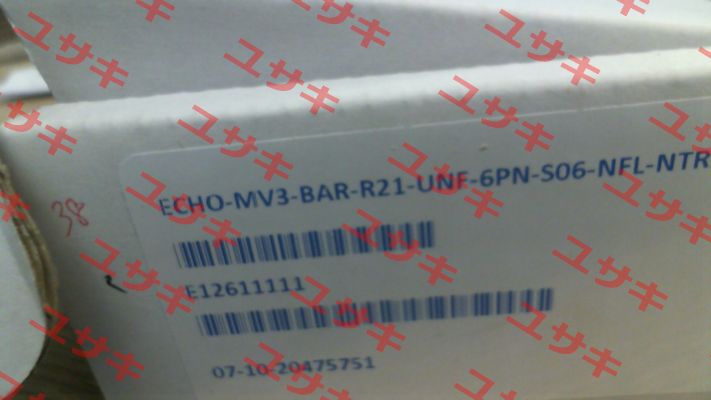 ECHO-MV3-BAR-R21-UNF-6PN-S06-NFL-NTR
E12611111
07-10-20475751
38
ユサキ